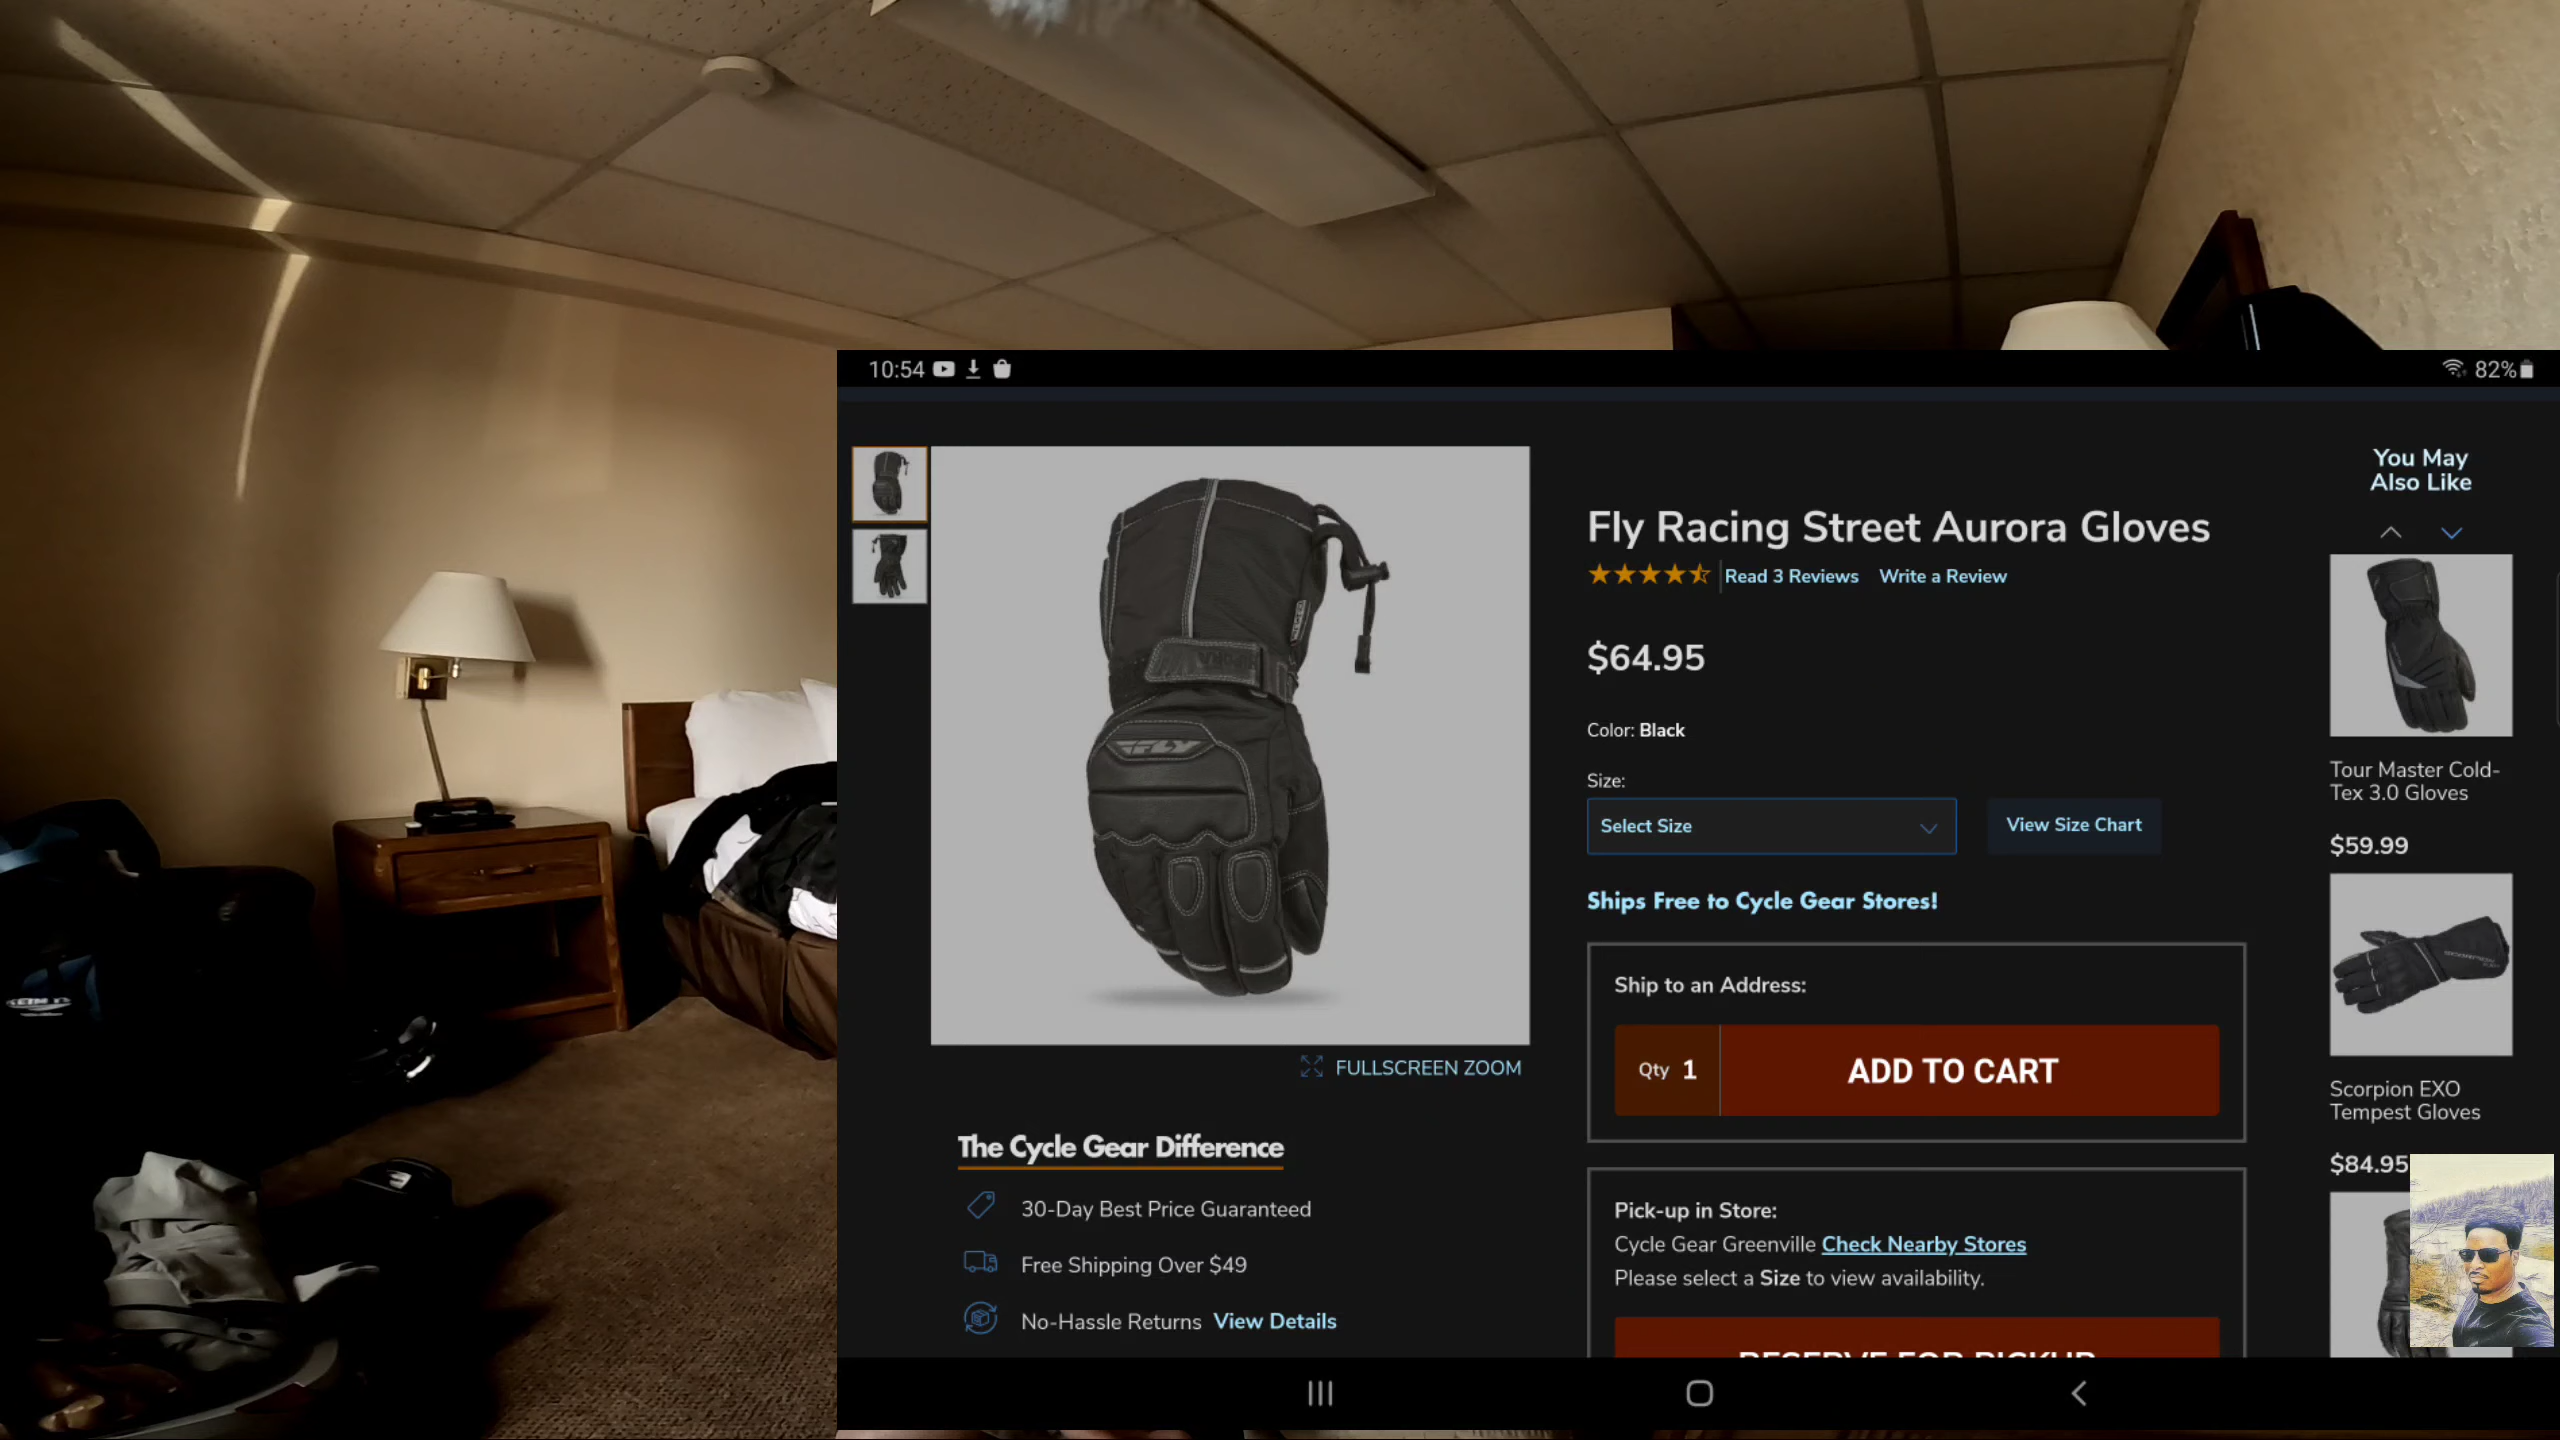 10:54
82%
You May
Also Like
Fly Racing Street Aurora Gloves
Read 3 Reviews Write a Review
$64.95
Color: Black
Size:
Select Size
View Size Chart
Ships Free to Cycle Gear Stores!
Ship to an Address:
Qty 1
ADD TO CART
Pick-up in Store:
Cycle Gear Greenville Check Nearby Stores
Please select a Size to view availability.
RESERVE FOR PICKUP
FLY
FULLSCREEN ZOOM
The Cycle Gear Difference
30-Day Best Price Guaranteed
Free Shipping Over $49
No-Hassle Returns View Details
Tour Master Cold-
Tex 3.0 Gloves
$59.99
Scorpion EXO
Tempest Gloves
$84.95